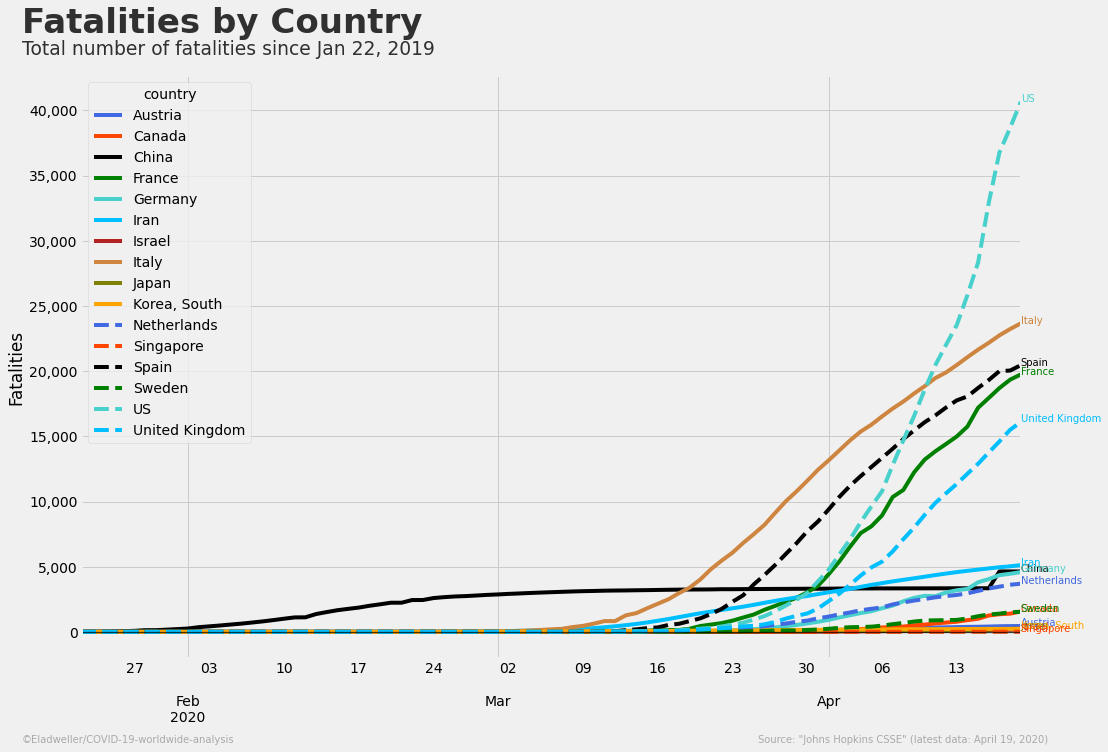 Fatalities by Country
Total number of fatalities since Jan 22, 2019
country
Austria
Canada
China
France
Germany
Iran
Israel
Italy
Japan
Korea, South
Netherlands
Singapore
Spain
Sweden
US
United Kingdom
Fatalities
40,000
35,000
30,000
25,000
20,000
15,000
10,000
5,000
0
US
Italy
Spain
France
United Kingdom
Iran
China
Germany
Netherlands
Sweden
Austria
South
Singapore
27 03 10 17 24 02 09 16 23 30 06 13
Feb Mar Apr
2020
©Eladweller/COVID-19-worldwide-analysis
Source: "Johns Hopkins CSSE" (latest data: April 19, 2020)